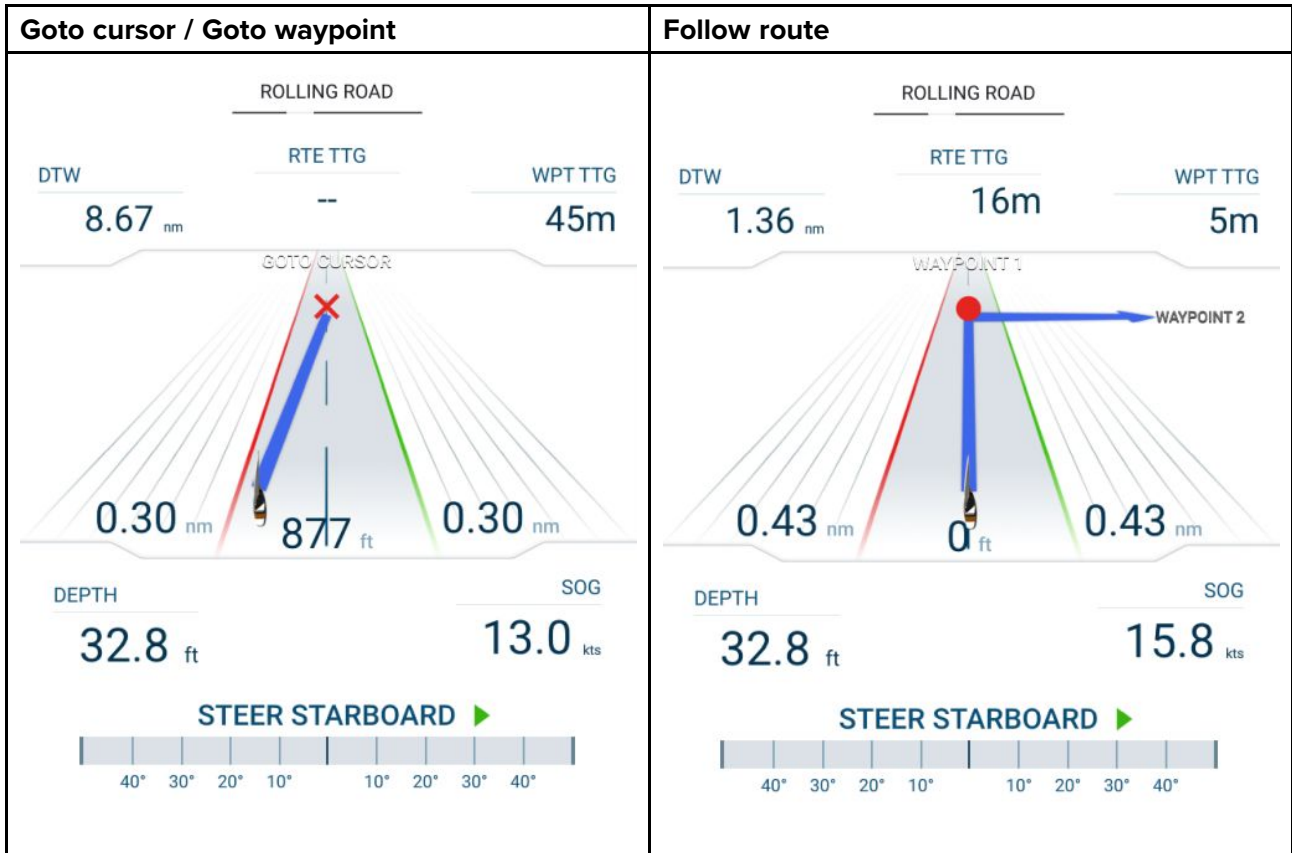 Goto cursor / Goto waypoint
ROLLING ROAD
RTE TTG
DTW
WPT TTG
--
8.67 nm
45m
GOTO CURSOR
0.30 nm
877 ft
0.30 nm
DEPTH
SOG
32.8 ft
13.0 kts
STEER STARBOARD
40° 30° 20° 10° 10° 20° 30° 40°
Follow route
ROLLING ROAD
RTE TTG
DTW
WPT TTG
16m
1.36 nm
5m
WAYPOINT 1
WAYPOINT 2
0.43 nm
0 ft
0.43 nm
DEPTH
SOG
32.8 ft
15.8 kts
STEER STARBOARD
40° 30° 20° 10° 10° 20° 30° 40°